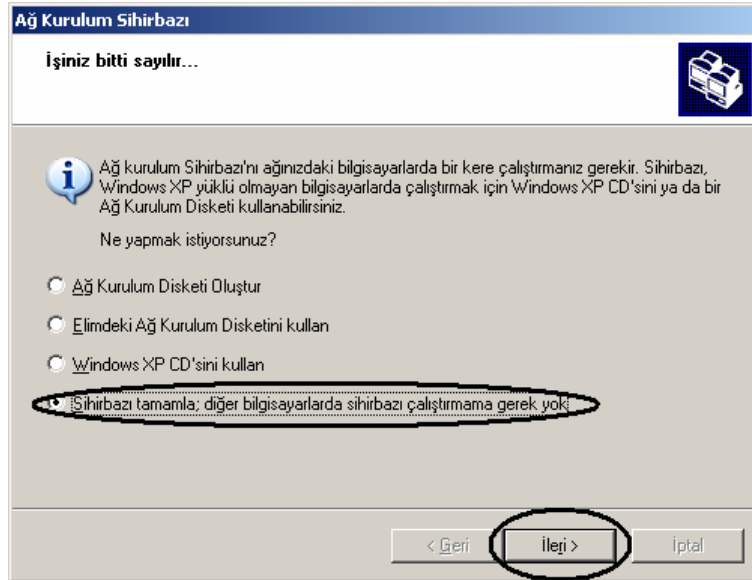 Ağ Kurulum Sihirbazı
İşiniz bitti sayılır...
Ağ kurulum Sihirbazı'nı ağınızdaki bilgisayarlarda bir kere çalıştırmanız gerekir. Sihirbazı,
Windows XP yüklü olmayan bilgisayarlarda çalıştırmak için Windows XP CD'sini ya da bir
Ağ Kurulum Disketi kullanabilirsiniz.
Ne yapmak istiyorsunuz?
Ağ Kurulum Disketi Oluştur
Elimdeki Ağ Kurulum Disketini kullan
Windows XP CD'sini kullan
Sihirbazı tamamla; diğer bilgisayarlarda sihirbazı çalıştırmama gerek yok
< Geri İleri > İptal